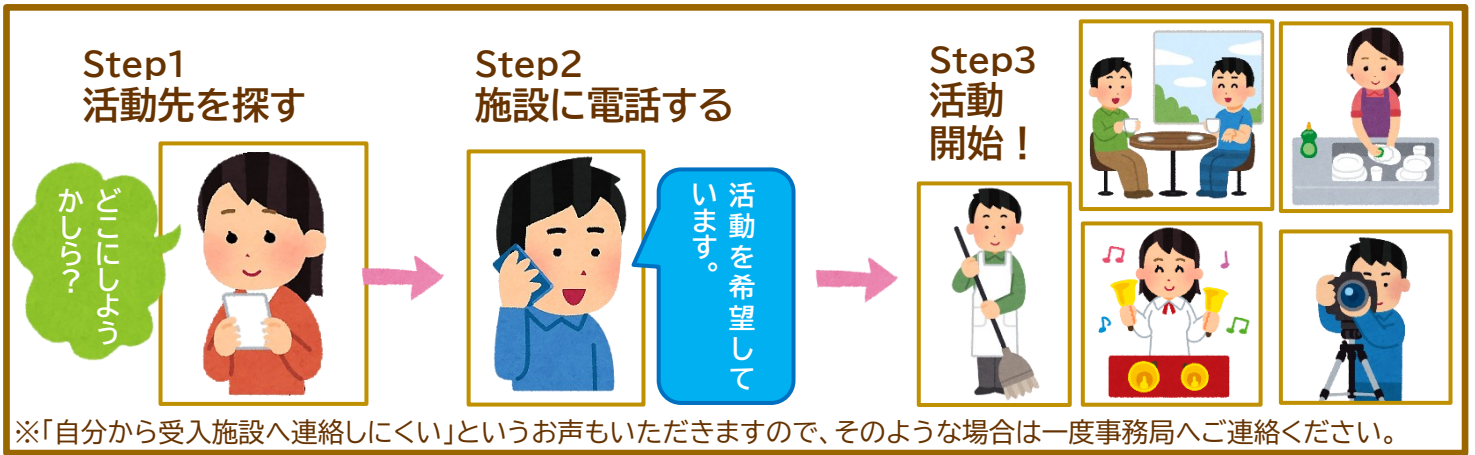 Step1
活動先を探す
どこにしよう
かしら？
Step2
施設に電話する
活動を希望して
います。
Step3
活動
開始！
※「自分から受入施設へ連絡しにくい」というお声もいただきますので、そのような場合は一度事務局へご連絡ください。